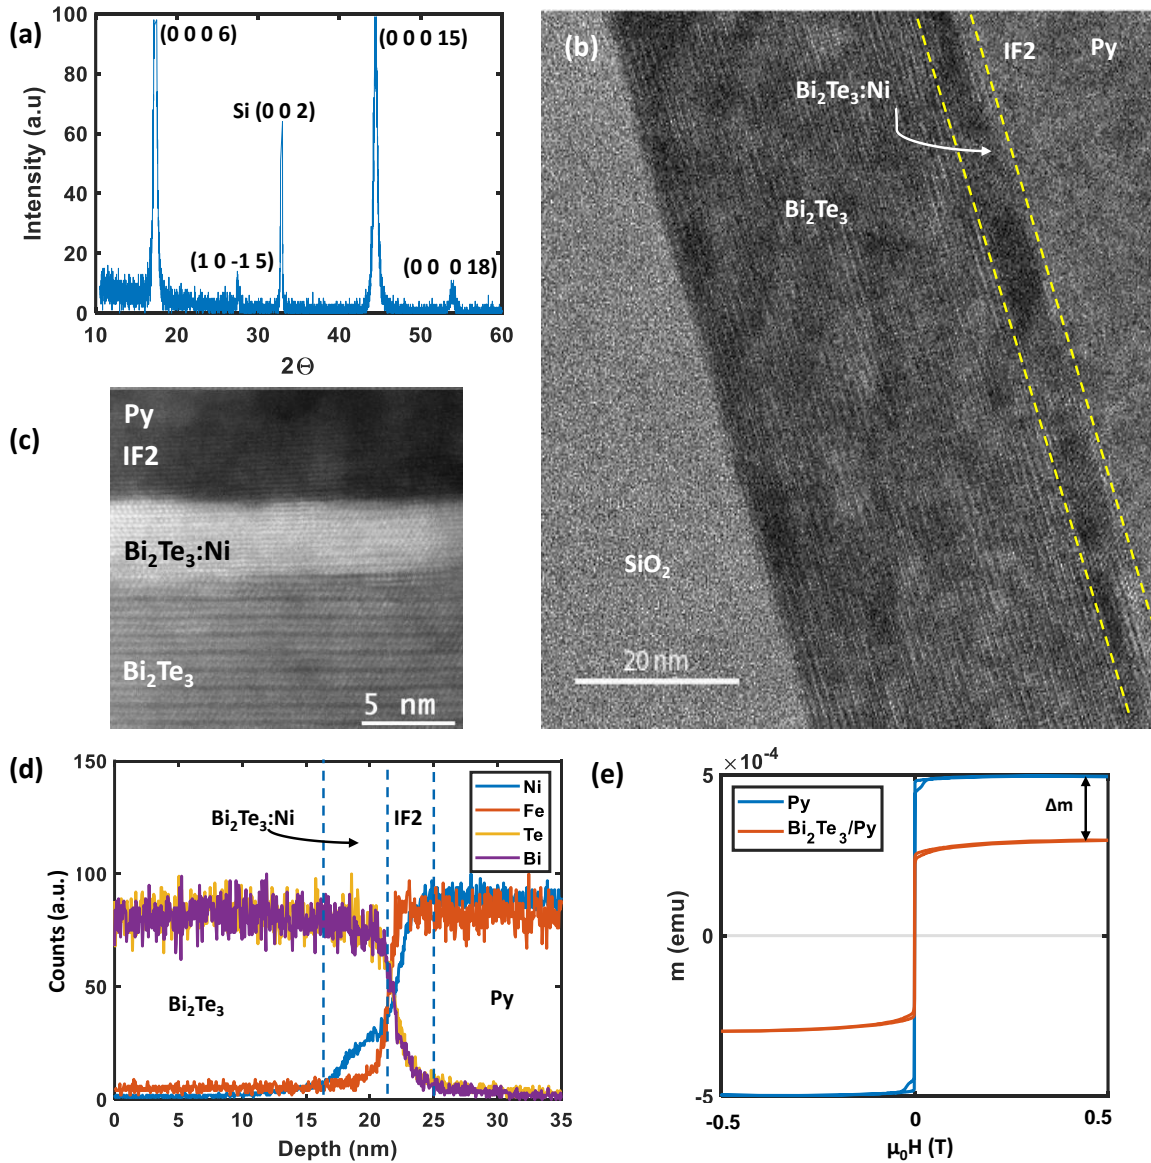 (a)
100
80
60
40
20
0
Intensity (a.u)
(0 0 0 6)
Si (0 0 2)
(0 0 0 15)
(1 0 -1 5)
(0 0 0 18)
10 20 30 40 50 60
2Θ
(b)
IF2
Py
Bi₂Te₃:Ni
Bi₂Te₃
SiO₂
20 nm
(c)
Py
IF2
Bi₂Te₃:Ni
Bi₂Te₃
5 nm
(d)
150
100
50
0
Counts (a.u.)
Bi₂Te₃:Ni
IF2
Ni
Fe
Te
Bi
Bi₂Te₃
Py
0 5 10 15 20 25 30 35
Depth (nm)
(e)
×10⁻⁴
5
0
-5
m (emu)
Py
Bi₂Te₃/Py
Δm
-0.5 0 0.5
μ₀H (T)